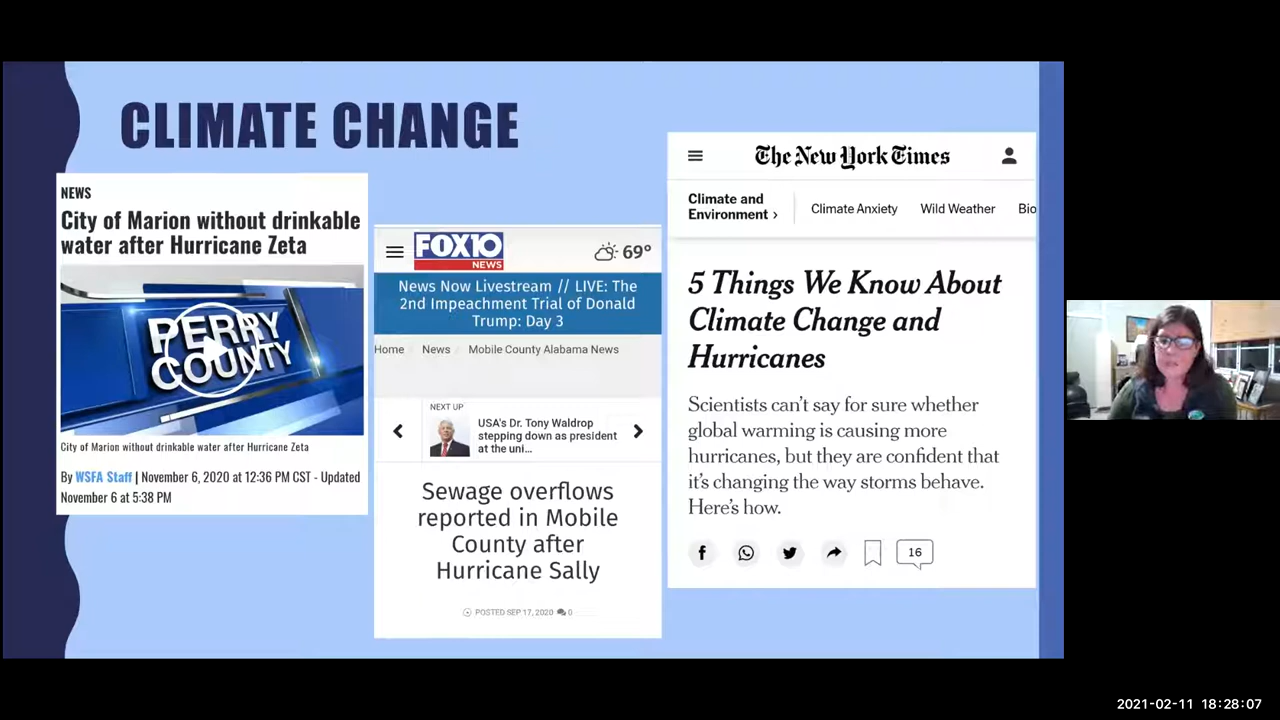 CLIMATE CHANGE
NEWS
City of Marion without drinkable
water after Hurricane Zeta
PERRY
COUNTY
City of Marion without drinkable water after Hurricane Zeta
By WSFA Staff | November 6, 2020 at 12:36 PM CST - Updated
November 6 at 5:38 PM
FOX10
NEWS
69°
News Now Livestream // LIVE: The
2nd Impeachment Trial of Donald
Trump: Day 3
Home / News / Mobile County Alabama News
NEXT UP
USA's Dr. Tony Waldrop
stepping down as president
at the uni...
Sewage overflows
reported in Mobile
County after
Hurricane Sally
POSTED SEP 17, 2020 0
The New York Times
Climate and
Environment ›
Climate Anxiety Wild Weather Bio
5 Things We Know About
Climate Change and
Hurricanes
Scientists can't say for sure whether
global warming is causing more
hurricanes, but they are confident that
it's changing the way storms behave.
Here's how.
16
2021-02-11 18:28:07